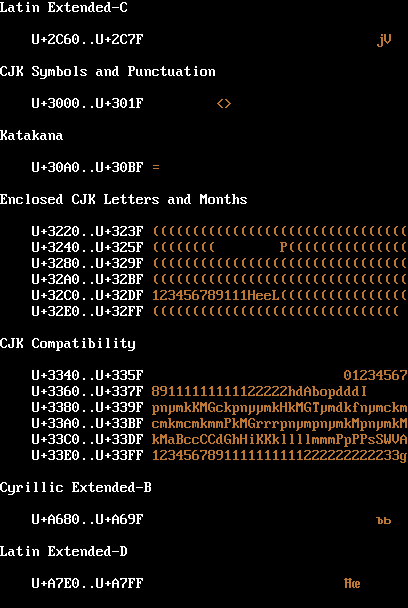 Latin Extended-C
U+2C60..U+2C7F jV
CJK Symbols and Punctuation
U+3000..U+301F <>
Katakana
U+30A0..U+30BF =
Enclosed CJK Letters and Months
U+3220..U+323F ((((((((((((((((((((((((((((((((
U+3240..U+325F ((((((((        P(((((((((((((((
U+3280..U+329F ((((((((((((((((((((((((((((((((
U+32A0..U+32BF ((((((((((((((((((((((((((((((((
U+32C0..U+32DF 123456789111HeeL((((((((((((((((
U+32E0..U+32FF (((((((((((((((((((((((((((((((
CJK Compatibility
U+3340..U+335F 01234567
U+3360..U+337F 89111111111122222hdAbopdddI
U+3380..U+339F pnµmkKMGckpnµµmkHkMGTµmdkfnµmckm
U+33A0..U+33BF cmkmcmkmmPkMGrrrpnµmpnµmkMpnµmkM
U+33C0..U+33DF kMaBccCCdGhHiKKkllllmmmPpPPsSWVA
U+33E0..U+33FF 1234567891111111111222222222233g
Cyrillic Extended-B
U+A680..U+A69F ъь
Latin Extended-D
U+A7E0..U+A7FF Ħœ